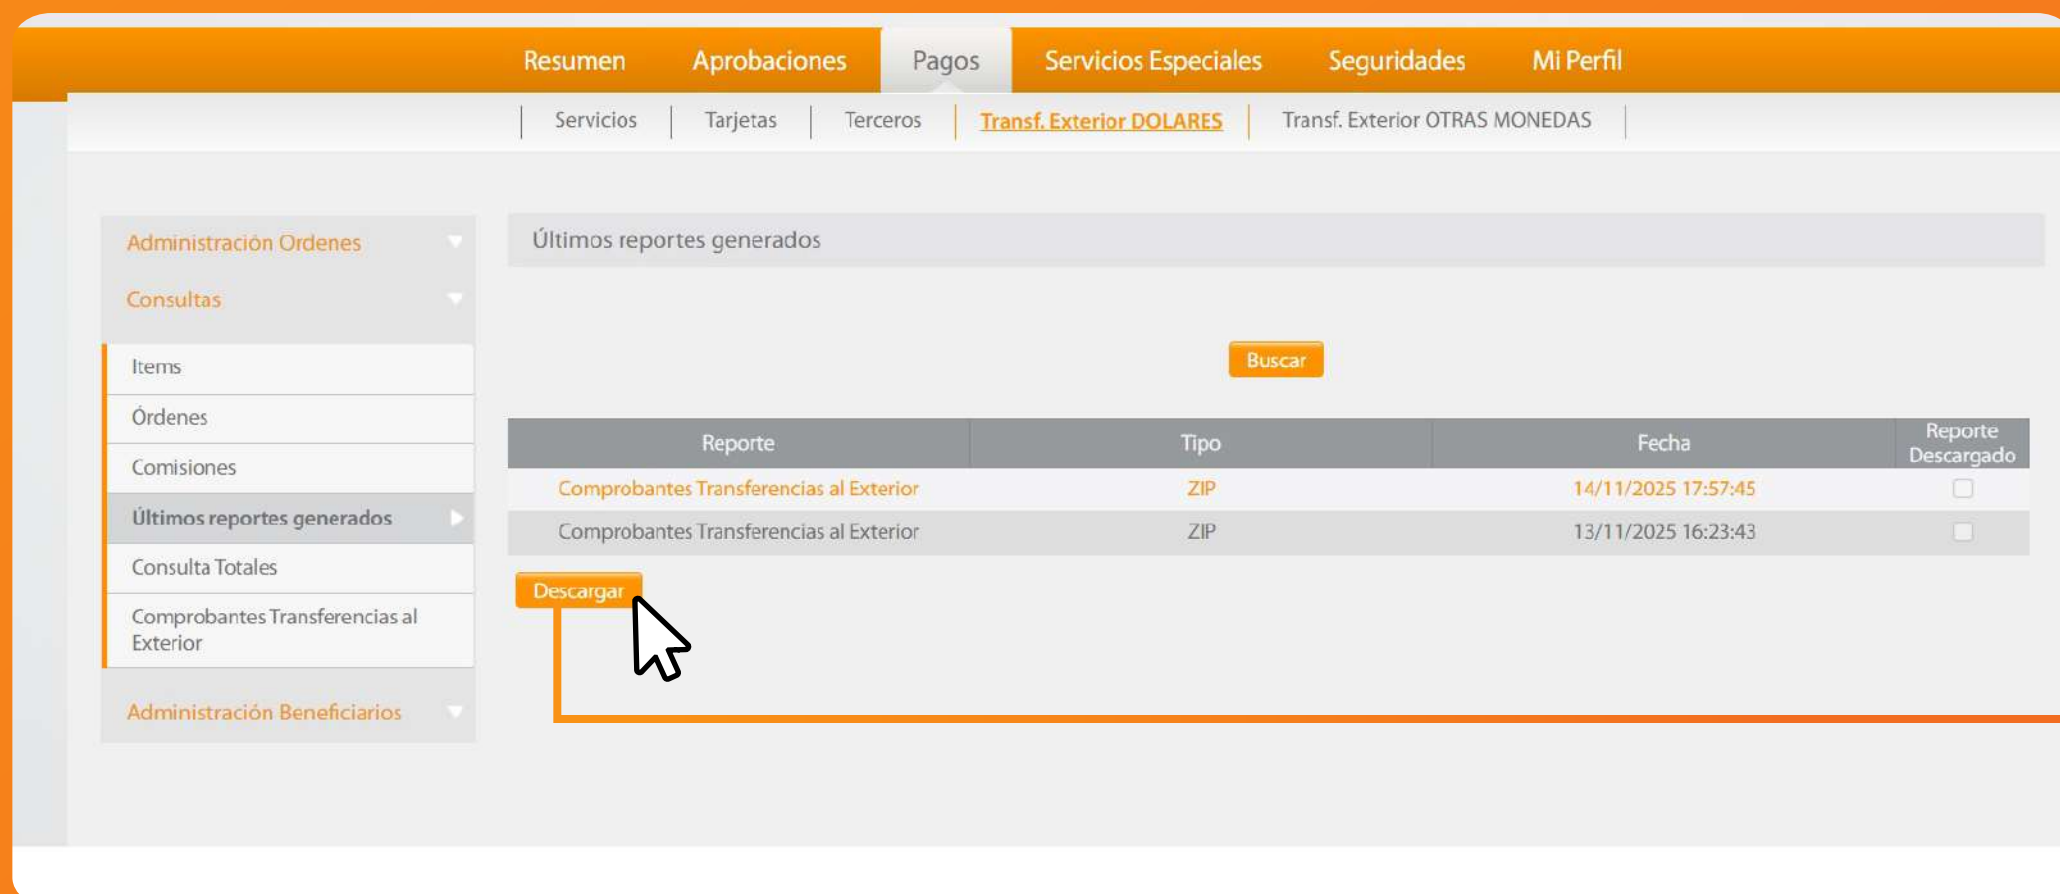 Resumen Aprobaciones Pagos Servicios Especiales Seguridades Mi Perfil
Servicios Tarjetas Terceros Transf. Exterior DOLARES Transf. Exterior OTRAS MONEDAS
Administración Ordenes
Consultas
Items
Órdenes
Comisiones
Últimos reportes generados
Consulta Totales
Comprobantes Transferencias al
Exterior
Administración Beneficiarios
Últimos reportes generados
Buscar
Reporte Tipo Fecha Reporte
Descargado
Comprobantes Transferencias al Exterior ZIP 14/11/2025 17:57:45
Comprobantes Transferencias al Exterior ZIP 13/11/2025 16:23:43
Descargar